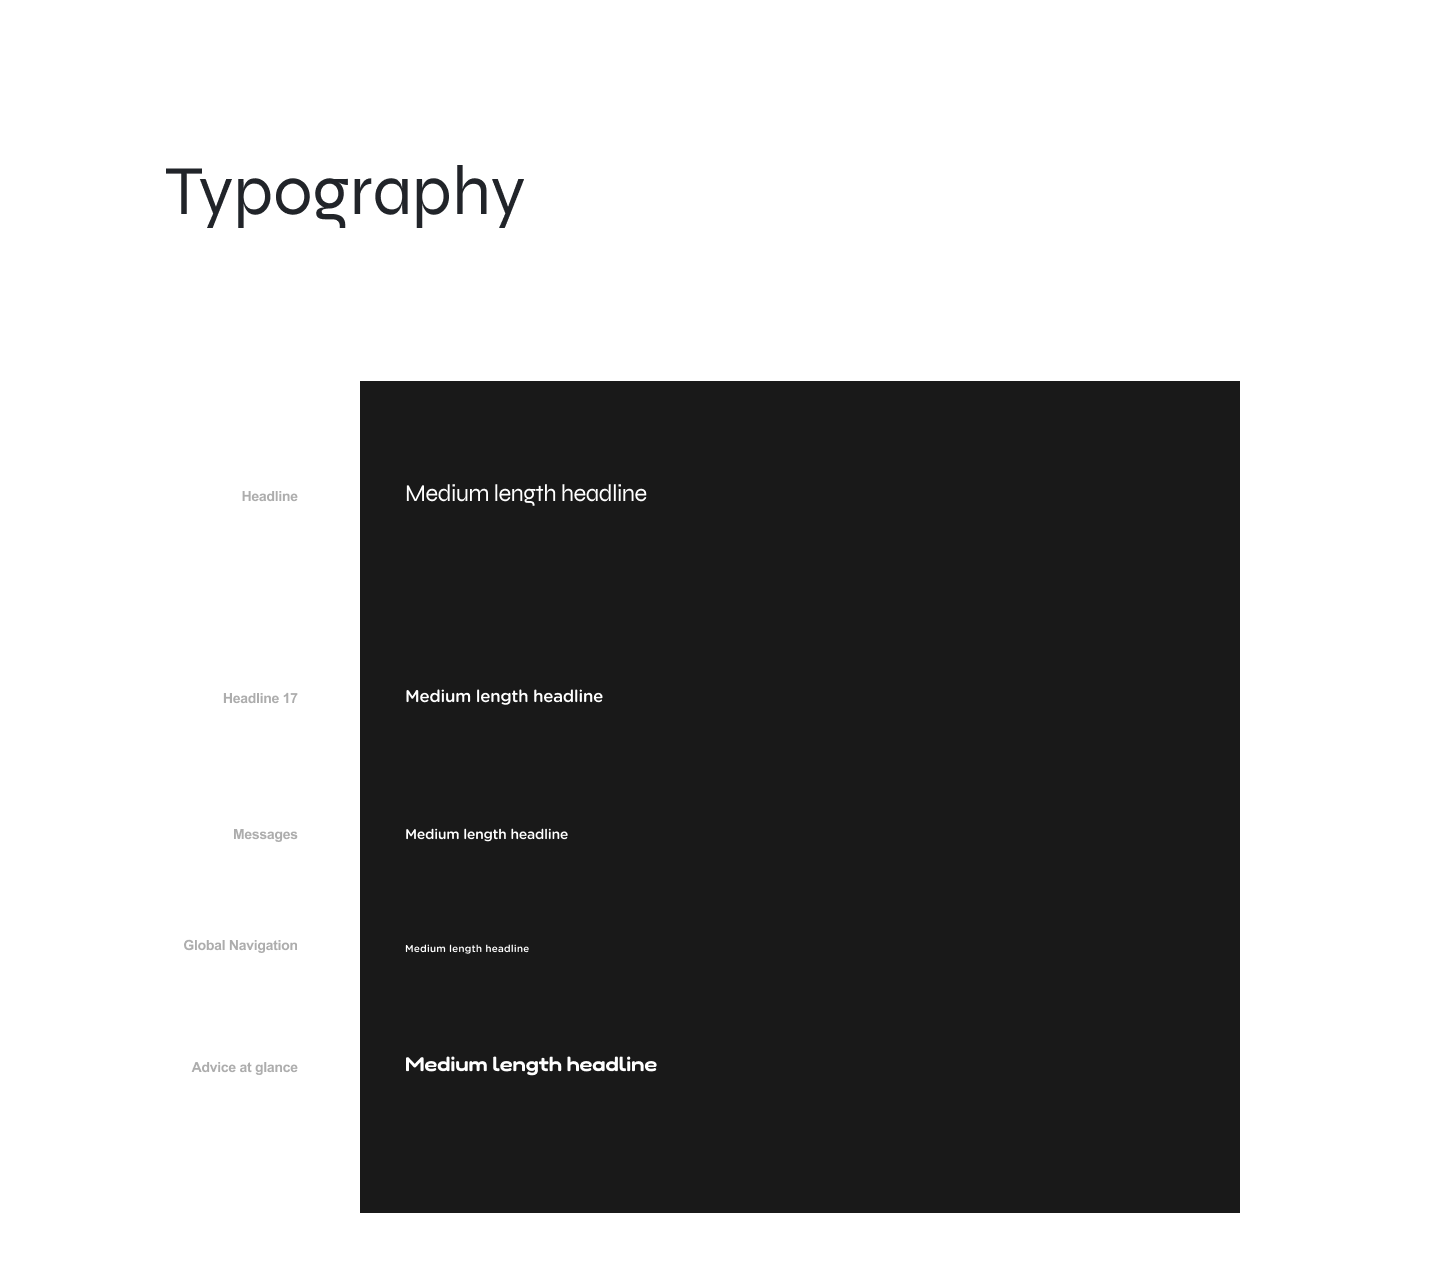 Typography
Headline
Medium length headline
Headline 17
Medium length headline
Messages
Medium length headline
Global Navigation
Medium length headline
Advice at glance
Medium length headline